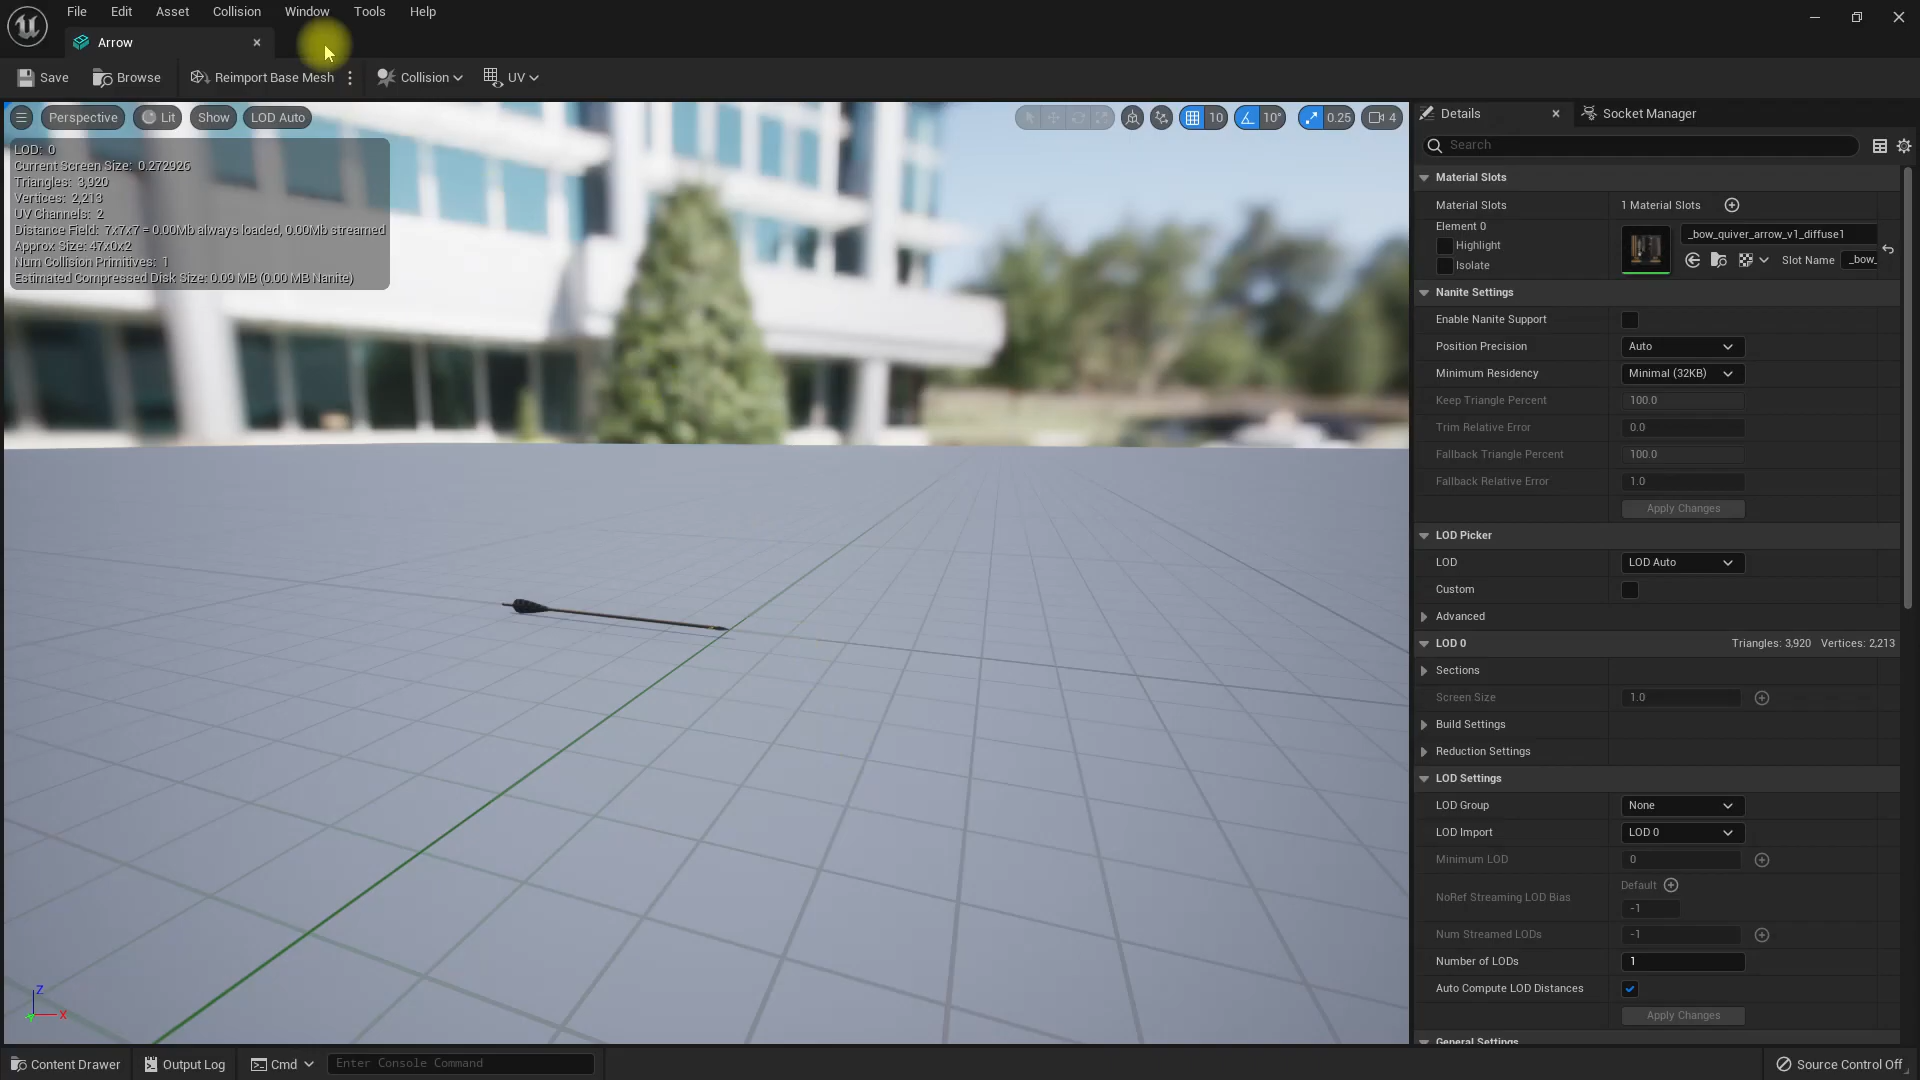 File Edit Asset Collision Window Tools Help
Arrow
Save Browse Reimport Base Mesh Collision UV
Perspective Lit Show LOD Auto 10 10° 0.25 4
LOD: 0
Current Screen Size: 0.272926
Triangles: 3,920
Vertices: 2,213
UV Channels: 2
Distance Field: 7x7x7 = 0.00Mb always loaded, 0.00Mb streamed
Approx Size: 47x0x2
Num Collision Primitives: 1
Estimated Compressed Disk Size: 0.09 MB (0.00 MB Nanite)
Z
X
Details Socket Manager
Search
Material Slots
Material Slots 1 Material Slots
Element 0
Highlight
Isolate
_bow_quiver_arrow_v1_diffuse1
Slot Name _bow_
Nanite Settings
Enable Nanite Support
Position Precision Auto
Minimum Residency Minimal (32KB)
Keep Triangle Percent 100.0
Trim Relative Error 0.0
Fallback Triangle Percent 100.0
Fallback Relative Error 1.0
Apply Changes
LOD Picker
LOD LOD Auto
Custom
Advanced
LOD 0 Triangles: 3,920 Vertices: 2,213
Sections
Screen Size 1.0
Build Settings
Reduction Settings
LOD Settings
LOD Group None
LOD Import LOD 0
Minimum LOD 0
NoRef Streaming LOD Bias Default
-1
Num Streamed LODs -1
Number of LODs 1
Auto Compute LOD Distances
Apply Changes
General Settings
Content Drawer Output Log Cmd Enter Console Command Source Control Off